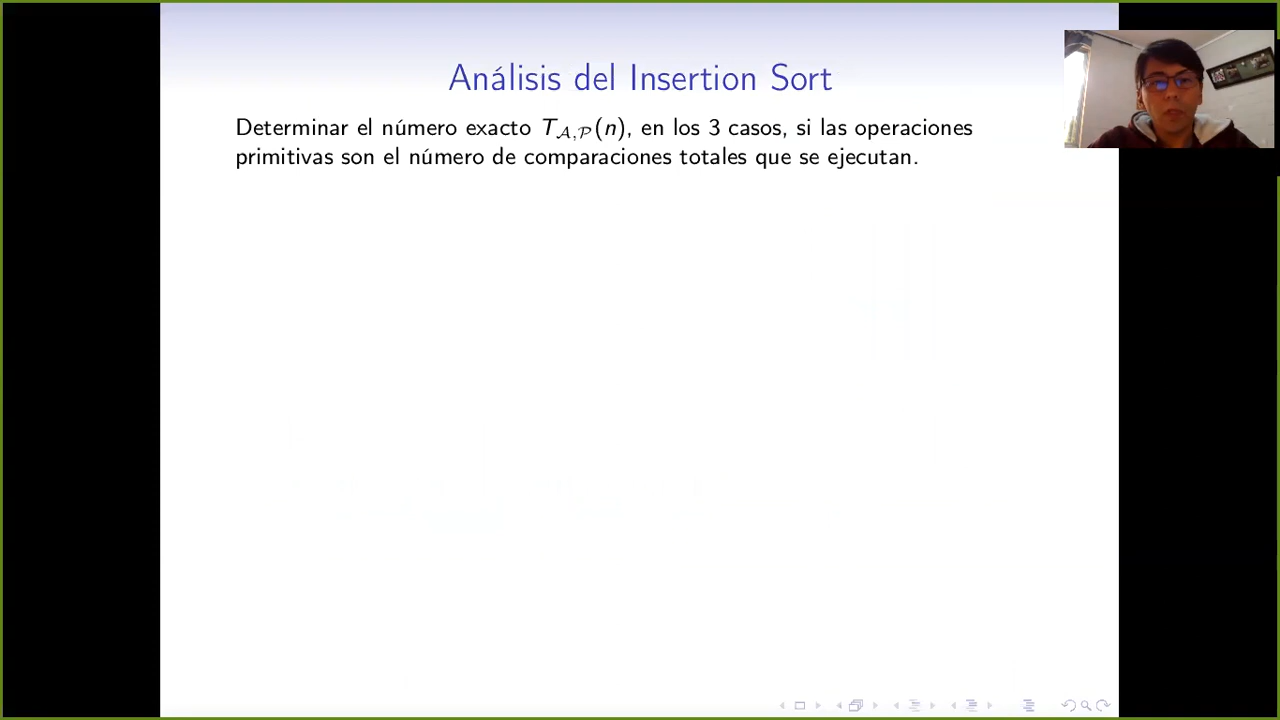 Análisis del Insertion Sort
Determinar el número exacto T_{𝒜,𝒫}(n), en los 3 casos, si las operaciones
primitivas son el número de comparaciones totales que se ejecutan.